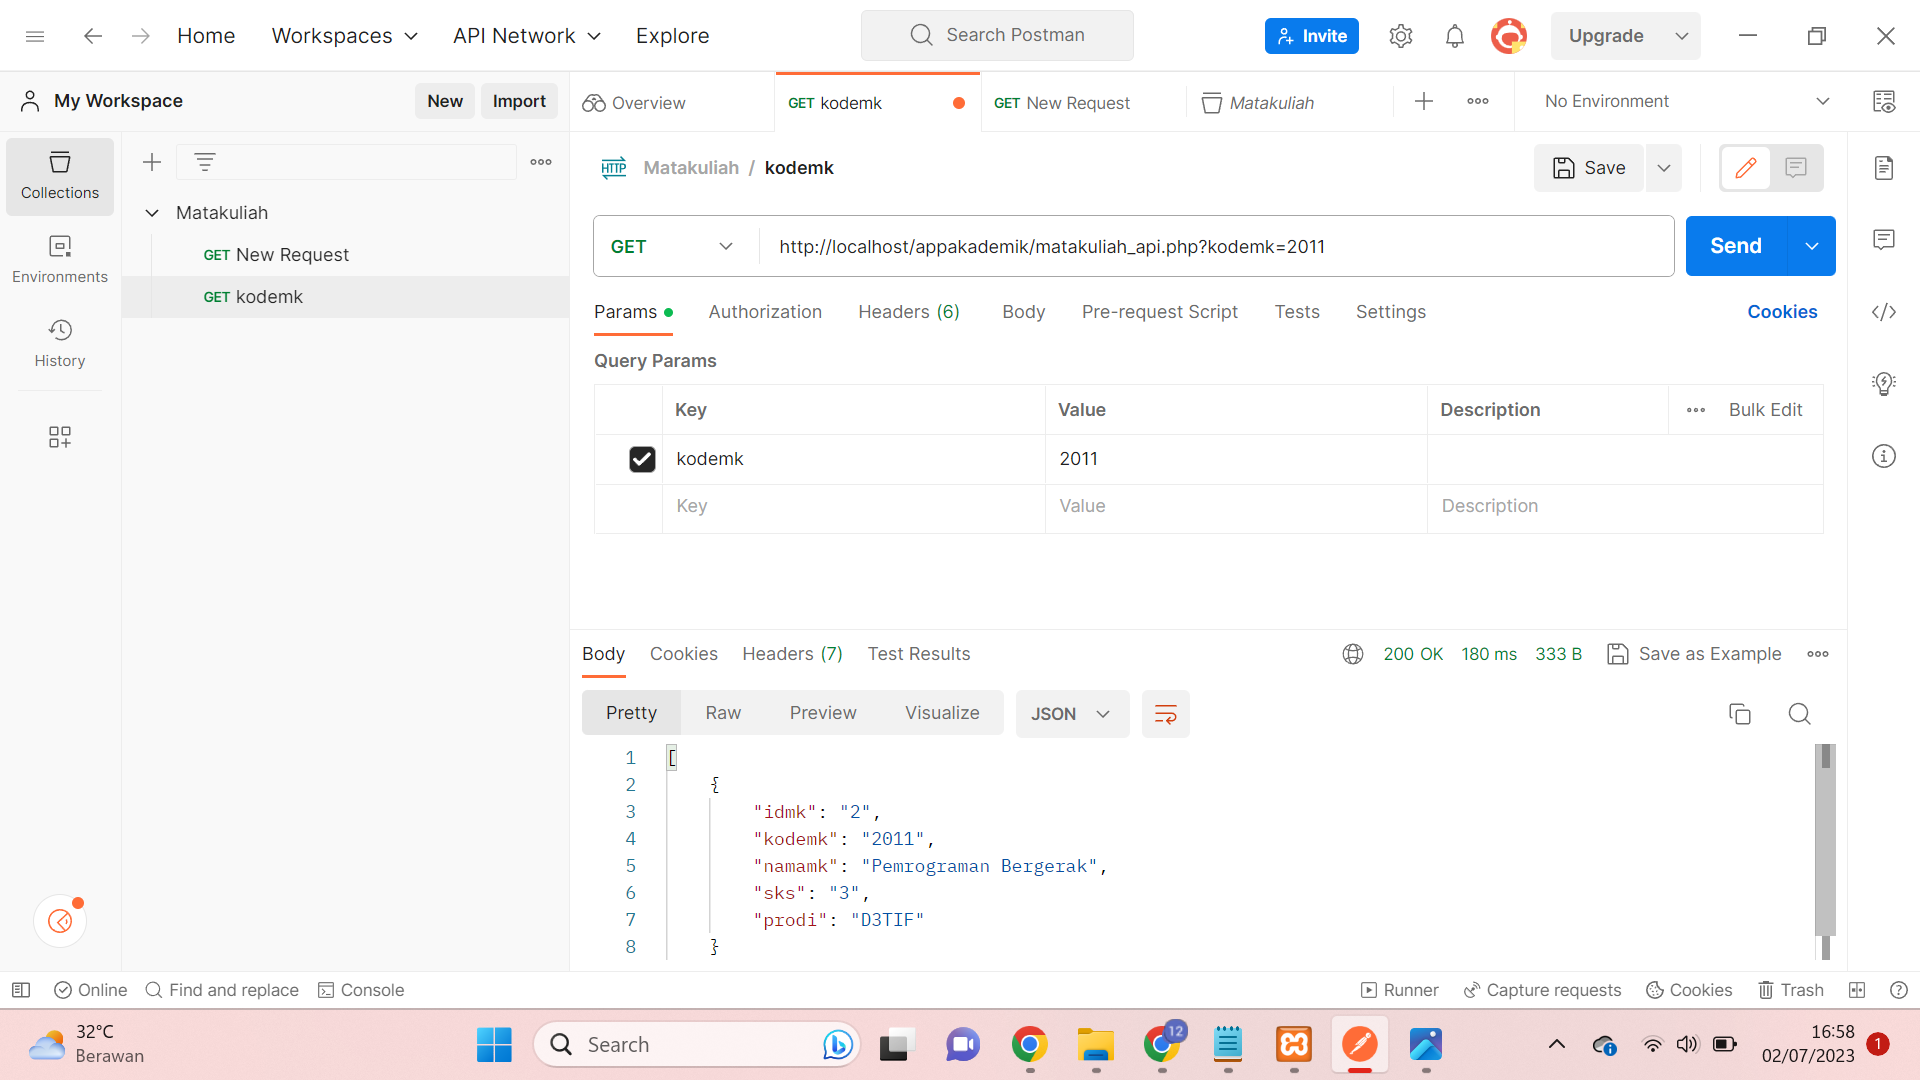 Home
Workspaces
API Network
Explore
Search Postman
Invite
Upgrade
My Workspace
New
Import
Overview
GET kodemk
GET New Request
Matakuliah
No Environment
Collections
Environments
History
Matakuliah
GET New Request
GET kodemk
HTTP
Matakuliah / kodemk
Save
GET
http://localhost/appakademik/matakuliah_api.php?kodemk=2011
Send
Params
Authorization
Headers (6)
Body
Pre-request Script
Tests
Settings
Cookies
Query Params
Key
Value
Description
Bulk Edit
kodemk
2011
Key
Value
Description
Body
Cookies
Headers (7)
Test Results
200 OK
180 ms
333 B
Save as Example
Pretty
Raw
Preview
Visualize
JSON
1 [
2 {
3 "idmk": "2",
4 "kodemk": "2011",
5 "namamk": "Pemrograman Bergerak",
6 "sks": "3",
7 "prodi": "D3TIF"
8 }
Online
Find and replace
Console
Runner
Capture requests
Cookies
Trash
32°C
Berawan
Search
12
16:58
02/07/2023
1